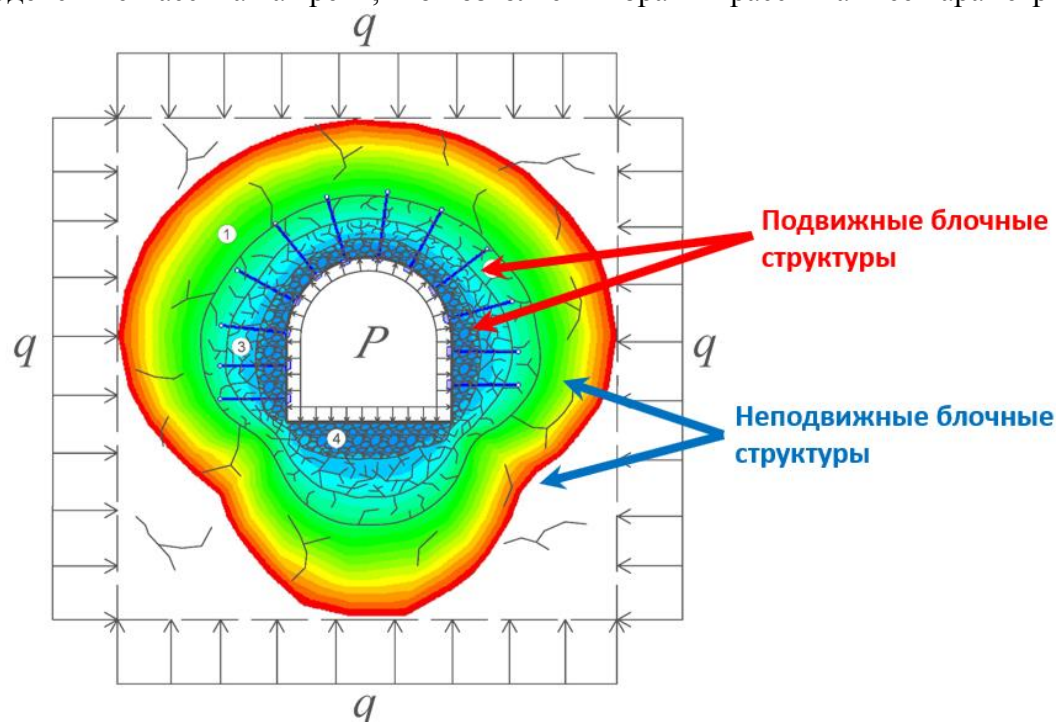 q
Подвижные блочные
структуры
1
q
3
P
q
Неподвижные блочные
структуры
4
q